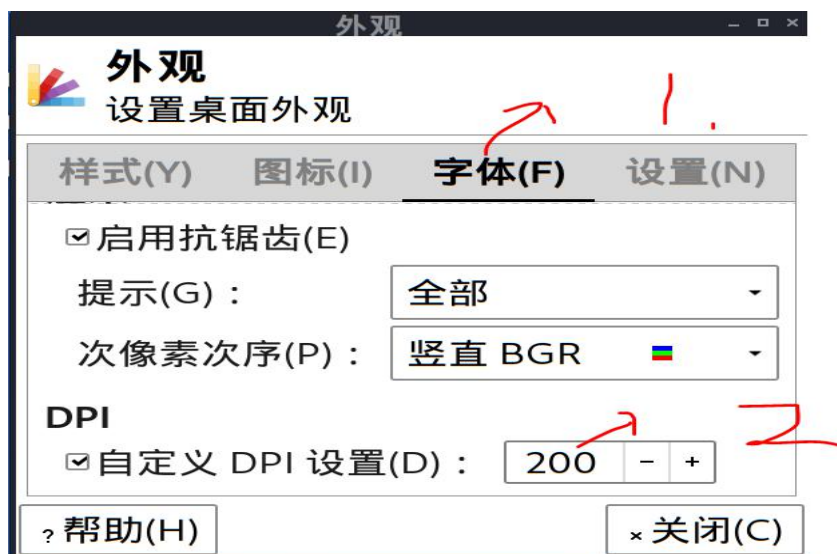 外观
外观
设置桌面外观
1.
样式(Y) 图标(I) 字体(F) 设置(N)
启用抗锯齿(E)
提示(G)： 全部
次像素次序(P)： 竖直 BGR
DPI
2
自定义 DPI 设置(D)： 200 − +
?帮助(H) ×关闭(C)